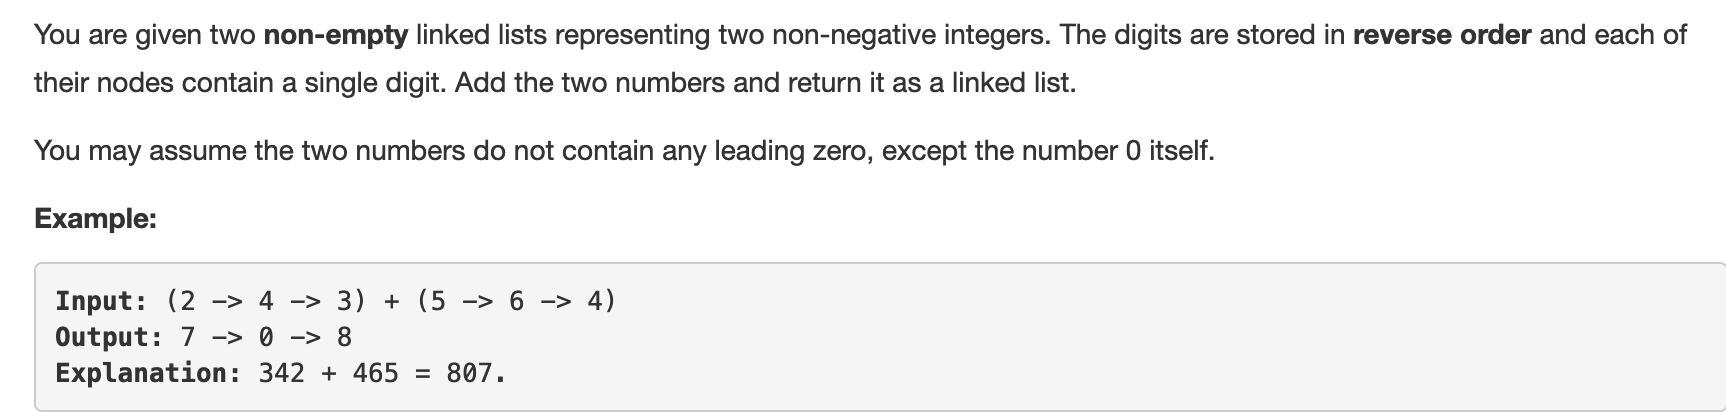 You are given two non-empty linked lists representing two non-negative integers. The digits are stored in reverse order and each of
their nodes contain a single digit. Add the two numbers and return it as a linked list.
You may assume the two numbers do not contain any leading zero, except the number 0 itself.
Example:
Input: (2 -> 4 -> 3) + (5 -> 6 -> 4)
Output: 7 -> 0 -> 8
Explanation: 342 + 465 = 807.